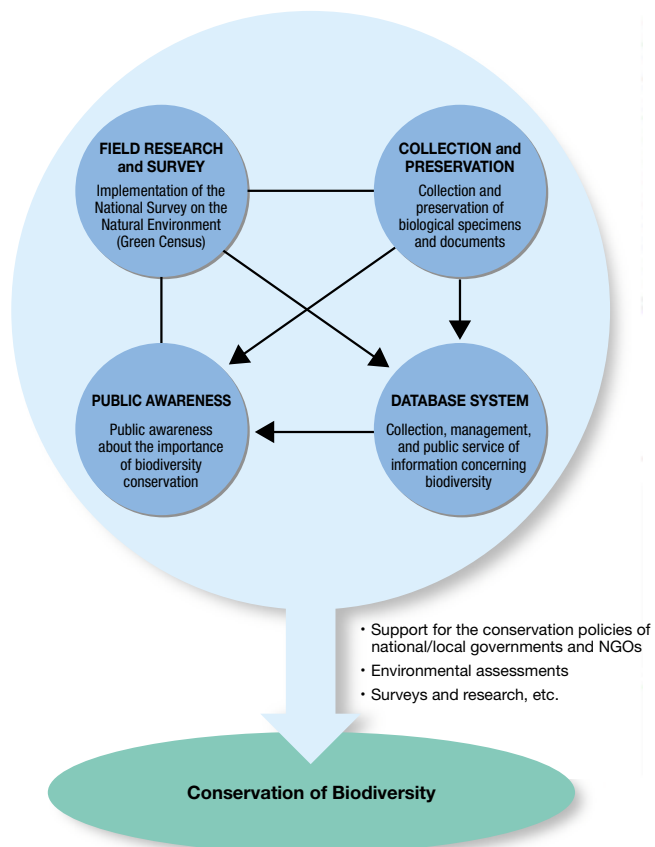 FIELD RESEARCH
and SURVEY
Implementation of the
National Survey on the
Natural Environment
(Green Census)
COLLECTION and
PRESERVATION
Collection and
preservation of
biological specimens
and documents
PUBLIC AWARENESS
Public awareness
about the importance
of biodiversity
conservation
DATABASE SYSTEM
Collection, management,
and public service of
information concerning
biodiversity
・Support for the conservation policies of
national/local governments and NGOs
・Environmental assessments
・Surveys and research, etc.
Conservation of Biodiversity